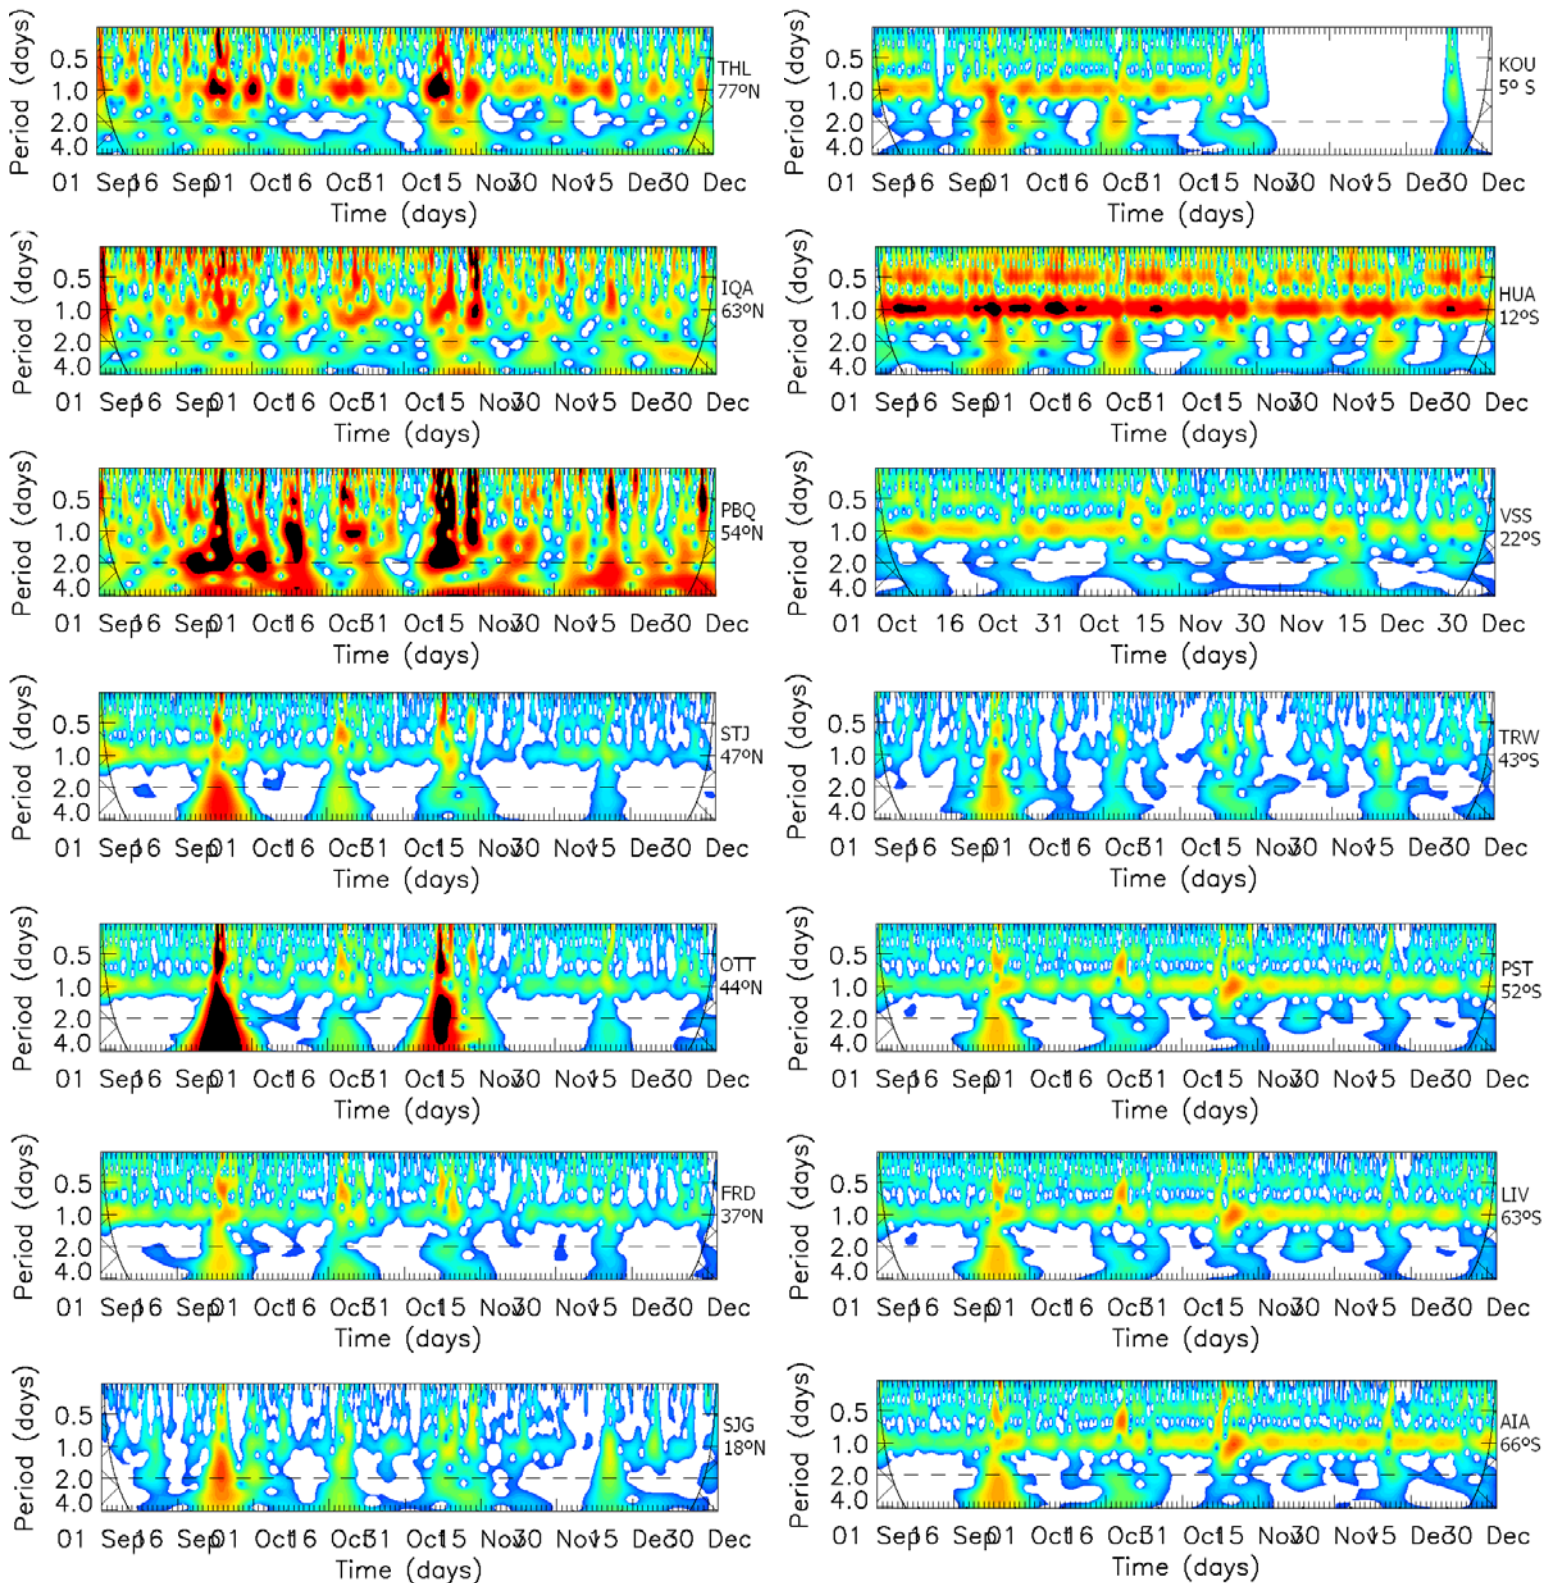 Period (days)
0.5
1.0
2.0
4.0
THL
77ºN
01 Sep 16 Sep 01 Oct 16 Oct 31 Oct 15 Nov 30 Nov 15 Dec 30 Dec
Time (days)
Period (days)
0.5
1.0
2.0
4.0
KOU
5º S
01 Sep 16 Sep 01 Oct 16 Oct 31 Oct 15 Nov 30 Nov 15 Dec 30 Dec
Time (days)
Period (days)
0.5
1.0
2.0
4.0
IQA
63ºN
01 Sep 16 Sep 01 Oct 16 Oct 31 Oct 15 Nov 30 Nov 15 Dec 30 Dec
Time (days)
Period (days)
0.5
1.0
2.0
4.0
HUA
12ºS
01 Sep 16 Sep 01 Oct 16 Oct 31 Oct 15 Nov 30 Nov 15 Dec 30 Dec
Time (days)
Period (days)
0.5
1.0
2.0
4.0
PBQ
54ºN
01 Sep 16 Sep 01 Oct 16 Oct 31 Oct 15 Nov 30 Nov 15 Dec 30 Dec
Time (days)
Period (days)
0.5
1.0
2.0
4.0
VSS
22ºS
01 Oct 16 Oct 31 Oct 15 Nov 30 Nov 15 Dec 30 Dec
Time (days)
Period (days)
0.5
1.0
2.0
4.0
STJ
47ºN
01 Sep 16 Sep 01 Oct 16 Oct 31 Oct 15 Nov 30 Nov 15 Dec 30 Dec
Time (days)
Period (days)
0.5
1.0
2.0
4.0
TRW
43ºS
01 Sep 16 Sep 01 Oct 16 Oct 31 Oct 15 Nov 30 Nov 15 Dec 30 Dec
Time (days)
Period (days)
0.5
1.0
2.0
4.0
OTT
44ºN
01 Sep 16 Sep 01 Oct 16 Oct 31 Oct 15 Nov 30 Nov 15 Dec 30 Dec
Time (days)
Period (days)
0.5
1.0
2.0
4.0
PST
52ºS
01 Sep 16 Sep 01 Oct 16 Oct 31 Oct 15 Nov 30 Nov 15 Dec 30 Dec
Time (days)
Period (days)
0.5
1.0
2.0
4.0
FRD
37ºN
01 Sep 16 Sep 01 Oct 16 Oct 31 Oct 15 Nov 30 Nov 15 Dec 30 Dec
Time (days)
Period (days)
0.5
1.0
2.0
4.0
LIV
63ºS
01 Sep 16 Sep 01 Oct 16 Oct 31 Oct 15 Nov 30 Nov 15 Dec 30 Dec
Time (days)
Period (days)
0.5
1.0
2.0
4.0
SJG
18ºN
01 Sep 16 Sep 01 Oct 16 Oct 31 Oct 15 Nov 30 Nov 15 Dec 30 Dec
Time (days)
Period (days)
0.5
1.0
2.0
4.0
AIA
66ºS
01 Sep 16 Sep 01 Oct 16 Oct 31 Oct 15 Nov 30 Nov 15 Dec 30 Dec
Time (days)